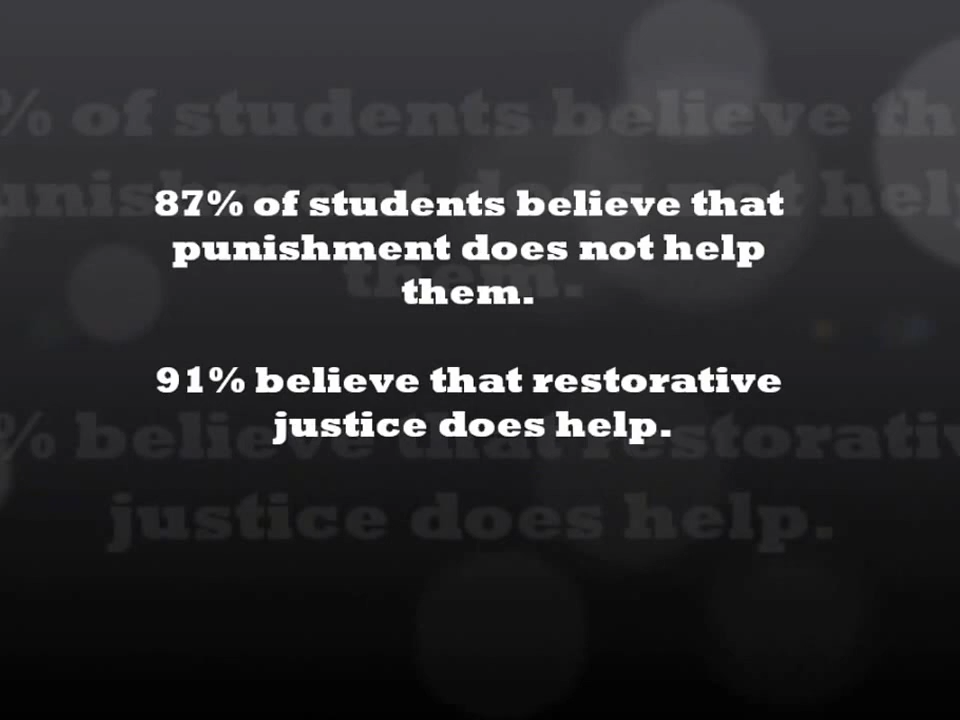 87% of students believe that
punishment does not help
them.
91% believe that restorative
justice does help.